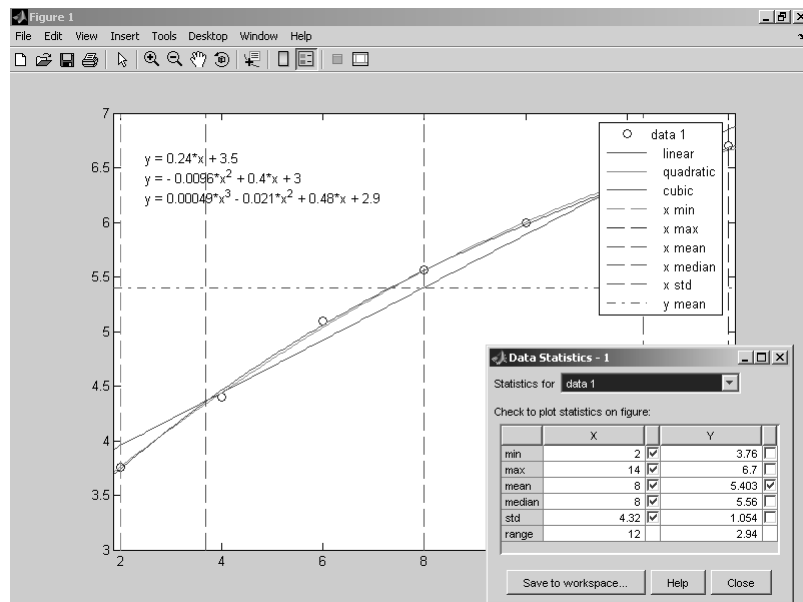 Figure 1
File Edit View Insert Tools Desktop Window Help
7
6.5
6
5.5
5
4.5
4
3.5
3
2 4 6 8
y = 0.24*x + 3.5
y = - 0.0096*x² + 0.4*x + 3
y = 0.00049*x³ - 0.021*x² + 0.48*x + 2.9
data 1
linear
quadratic
cubic
x min
x max
x mean
x median
x std
y mean
Data Statistics - 1
Statistics for data 1
Check to plot statistics on figure:
X Y
min 2 3.76
max 14 6.7
mean 8 5.403
median 8 5.56
std 4.32 1.054
range 12 2.94
Save to workspace... Help Close